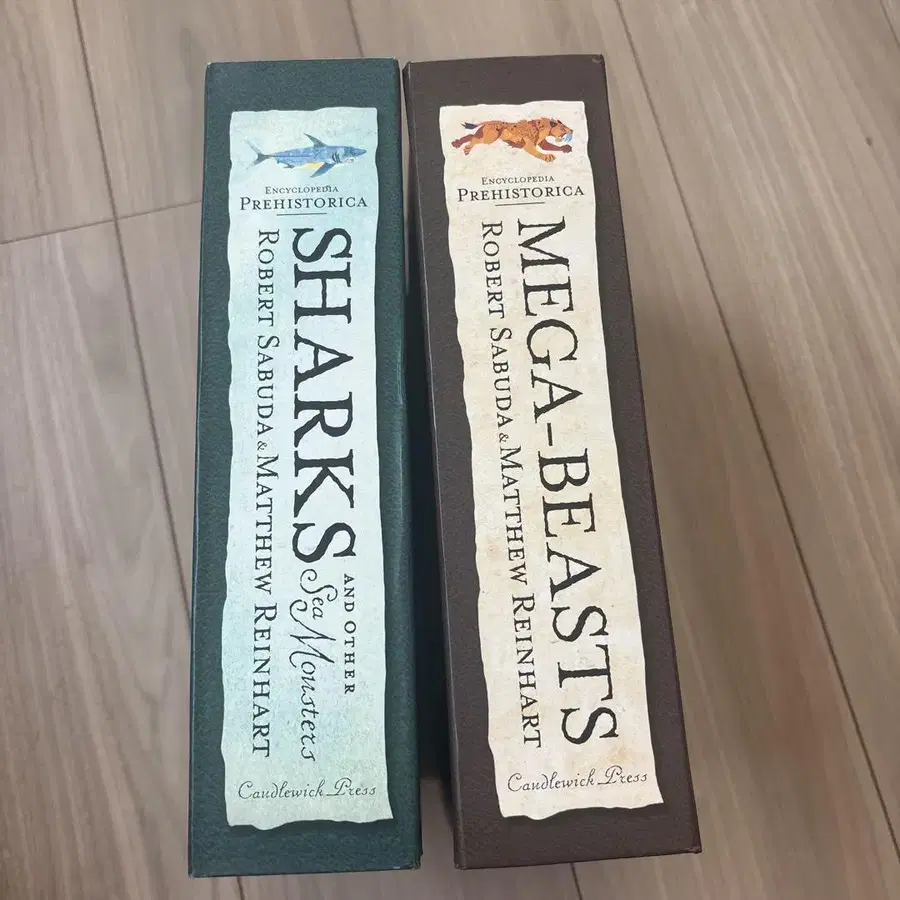 ENCYCLOPEDIA
PREHISTORICA
SHARKS AND OTHER Sea Monsters
ROBERT SABUDA & MATTHEW REINHART
Candlewick Press
ENCYCLOPEDIA
PREHISTORICA
MEGA-BEASTS
ROBERT SABUDA & MATTHEW REINHART
Candlewick Press